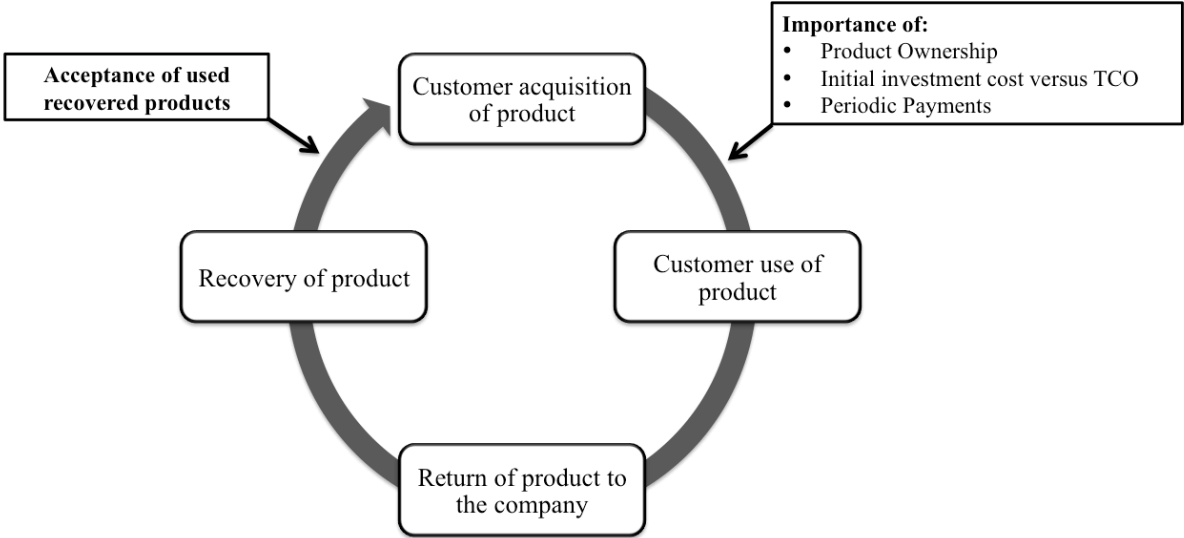 Importance of:
• Product Ownership
• Initial investment cost versus TCO
• Periodic Payments
Acceptance of used
recovered products
Customer acquisition
of product
Recovery of product
Customer use of
product
Return of product to
the company